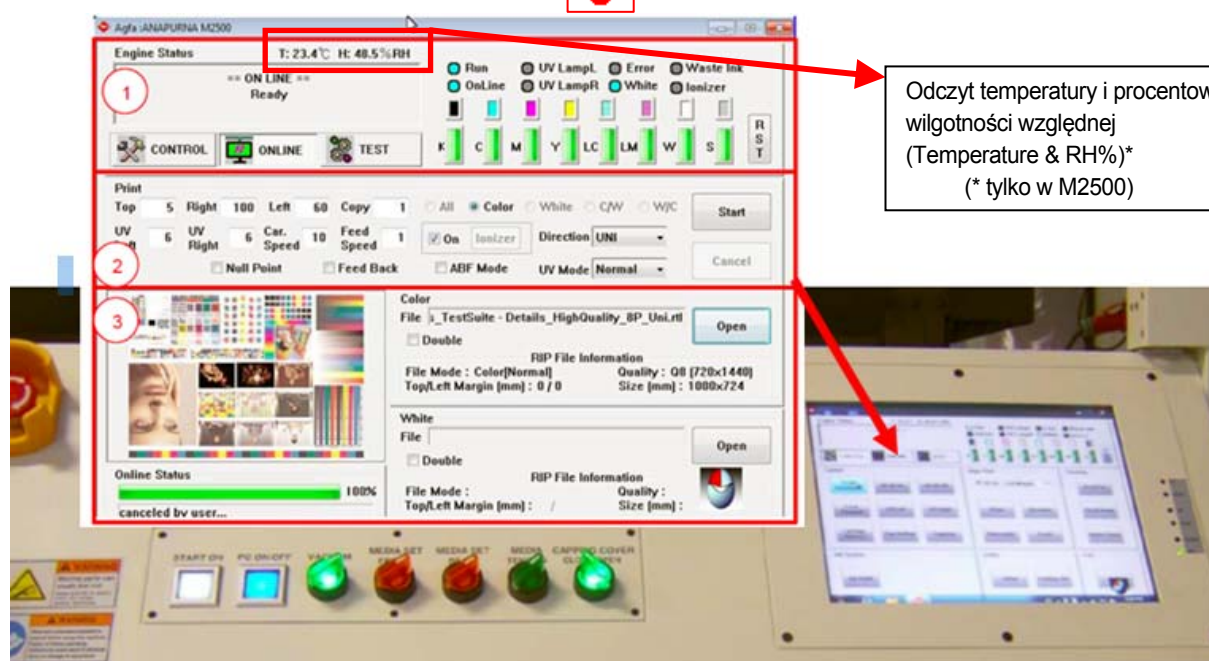 Agfa :ANAPURNA M2500
Engine Status T: 23.4°C H: 48.5%RH
== ON LINE ==
Ready
1
Run UV LampL Error Waste Ink
OnLine UV LampR White Ionizer
K C M Y LC LM W S
RST
CONTROL ONLINE TEST
Odczyt temperatury i procentow
wilgotności względnej
(Temperature & RH%)*
(* tylko w M2500)
Print
Top 5 Right 100 Left 60 Copy 1 All Color White C/W W/C Start
UV 6 UV Right 6 Car. Speed 10 Feed Speed 1 On Ionizer Direction UNI
2
Null Point Feed Back ABF Mode UV Mode Normal Cancel
3
Color
File _TestSuite - Details_HighQuality_8P_Uni.rtl Open
Double
RIP File Information
File Mode : Color[Normal] Quality : Q8 [720x1440]
Top/Left Margin [mm] : 0 / 0 Size [mm] : 1000x724
White
File Open
Double
RIP File Information
File Mode : Quality :
Top/Left Margin [mm] : / Size [mm] :
Online Status
100%
canceled by user...
START ON PC ON/OFF VACUUM MEDIA SET MEDIA SET MEDIA CAPPING COVER
WARNING
WARNING